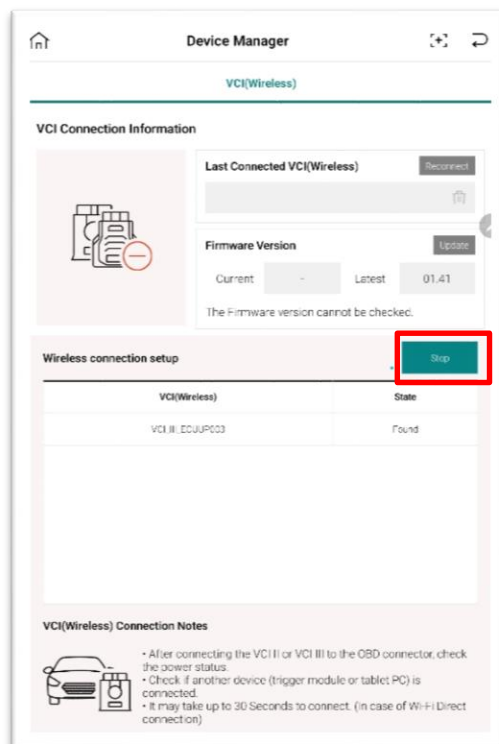 Device Manager
VCI(Wireless)
VCI Connection Information
Last Connected VCI(Wireless)
Reconnect
Firmware Version
Update
Current - Latest 01.41
The Firmware version cannot be checked.
Wireless connection setup
Stop
VCI(Wireless) State
VCI_III_ECUUP003 Found
VCI(Wireless) Connection Notes
• After connecting the VCI II or VCI III to the OBD connector, check
the power status.
• Check if another device (trigger module or tablet PC) is
connected.
• It may take up to 30 Seconds to connect. (in case of Wi-Fi Direct
connection)